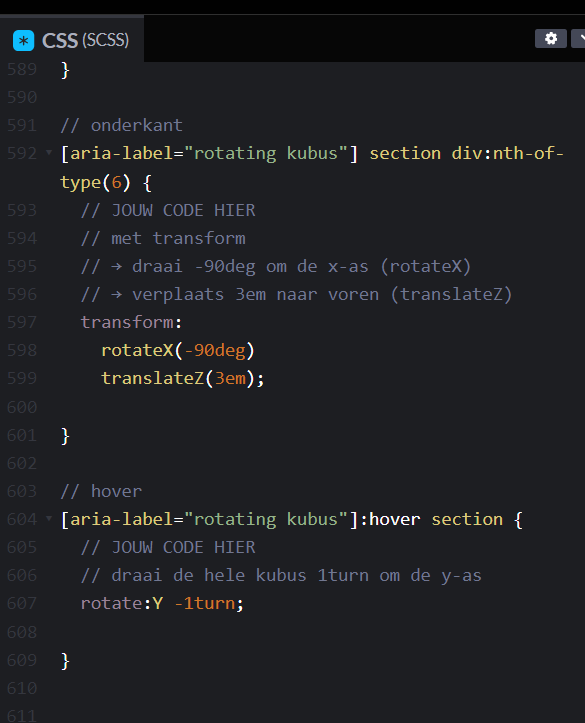 * CSS (SCSS)
589 }
590
591 // onderkant
592 [aria-label="rotating kubus"] section div:nth-of-
type(6) {
593 // JOUW CODE HIER
594 // met transform
595 // → draai -90deg om de x-as (rotateX)
596 // → verplaats 3em naar voren (translateZ)
597 transform:
598 rotateX(-90deg)
599 translateZ(3em);
600
601 }
602
603 // hover
604 [aria-label="rotating kubus"]:hover section {
605 // JOUW CODE HIER
606 // draai de hele kubus 1turn om de y-as
607 rotate:Y -1turn;
608
609 }
610
611